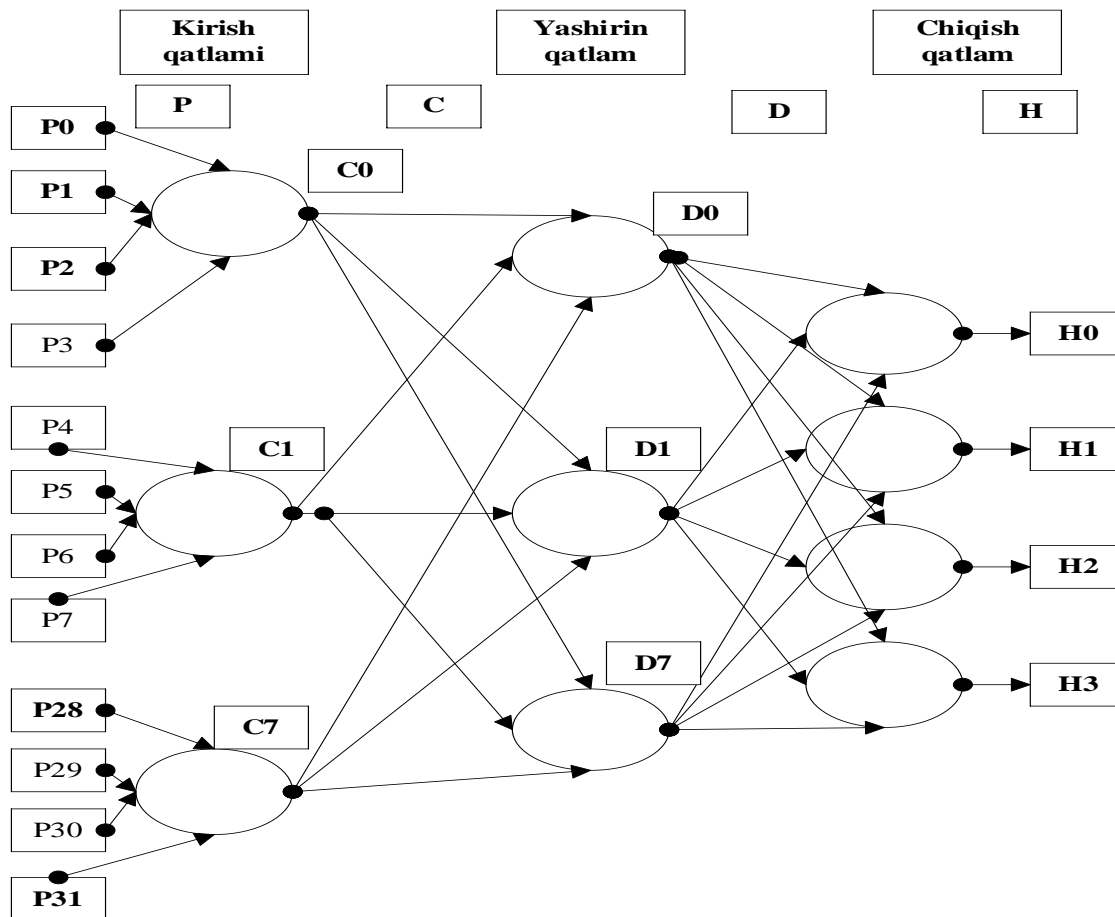 Kirish
qatlami
Yashirin
qatlam
Chiqish
qatlam
P
C
D
H
P0
P1
P2
P3
P4
P5
P6
P7
P28
P29
P30
P31
C0
C1
C7
D0
D1
D7
H0
H1
H2
H3